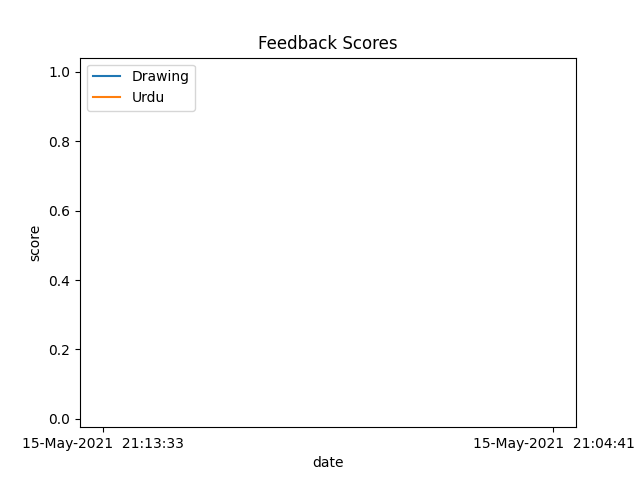 Feedback Scores
Drawing
Urdu
1.0
0.8
0.6
0.4
0.2
0.0
score
15-May-2021  21:13:33
15-May-2021  21:04:41
date